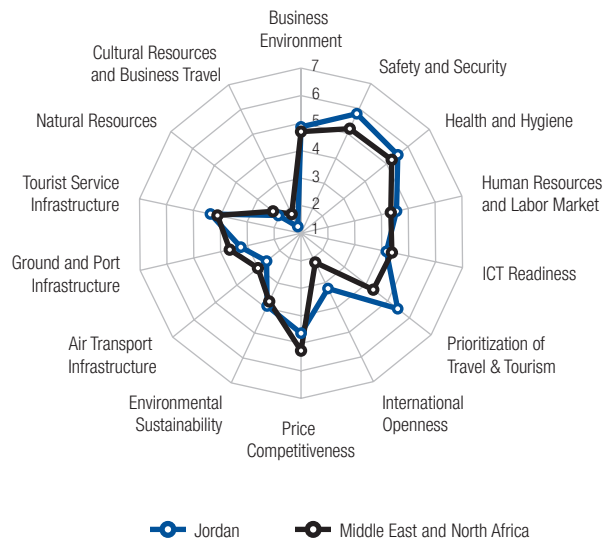 Business
Environment
Safety and Security
Health and Hygiene
Human Resources
and Labor Market
ICT Readiness
Prioritization of
Travel & Tourism
International
Openness
Price
Competitiveness
Environmental
Sustainability
Air Transport
Infrastructure
Ground and Port
Infrastructure
Tourist Service
Infrastructure
Natural Resources
Cultural Resources
and Business Travel
7
6
5
4
3
2
1
Jordan
Middle East and North Africa